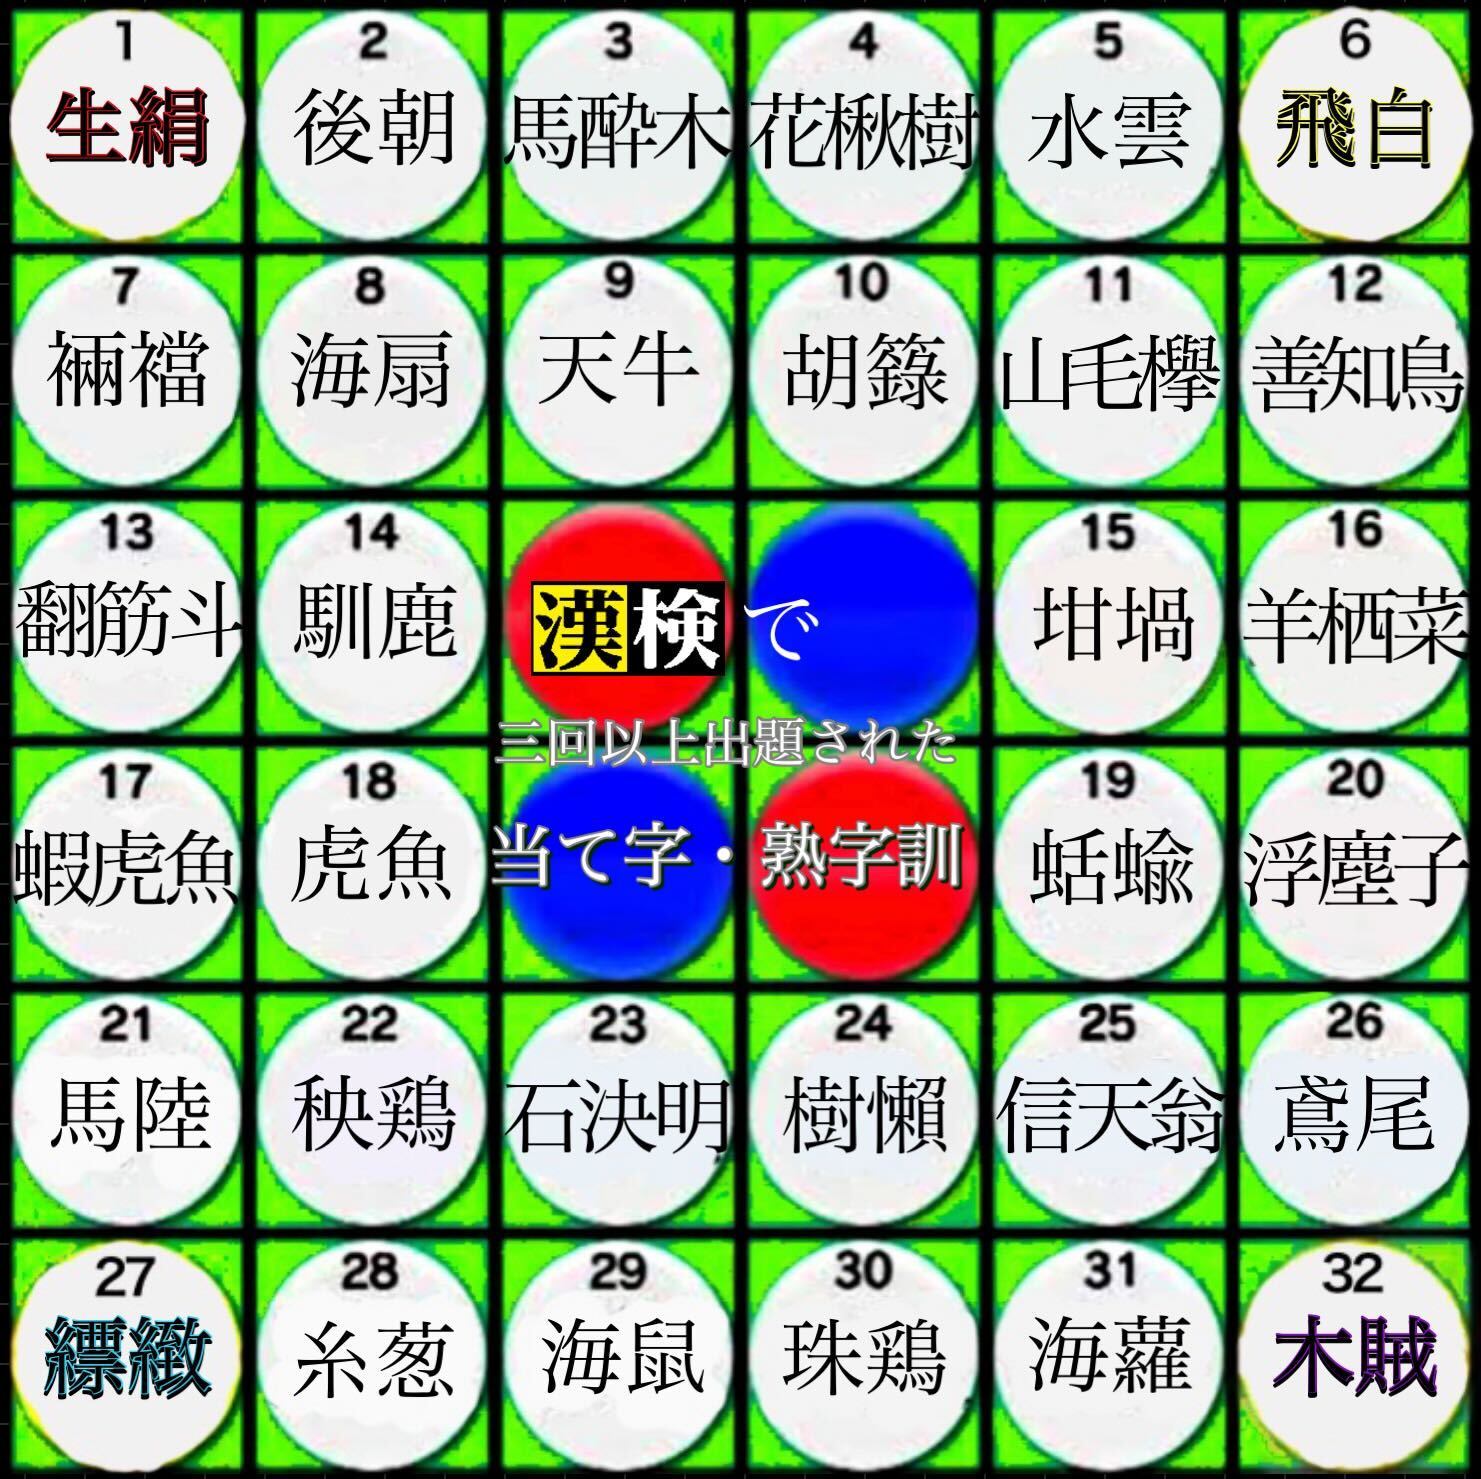 1 2 3 4 5 6
生絹 後朝 馬酔木 花楸樹 水雲 飛白
7 8 9 10 11 12
裲襠 海扇 天牛 胡籙 山毛欅 善知鳥
13 14 15 16
翻筋斗 馴鹿 漢検で 坩堝 羊栖菜
三回以上出題された
17 18 19 20
蝦虎魚 虎魚 当て字・熟字訓 蛞蝓 浮塵子
21 22 23 24 25 26
馬陸 秧鶏 石決明 樹懶 信天翁 鳶尾
27 28 29 30 31 32
縹緻 糸葱 海鼠 珠鶏 海蘿 木賊